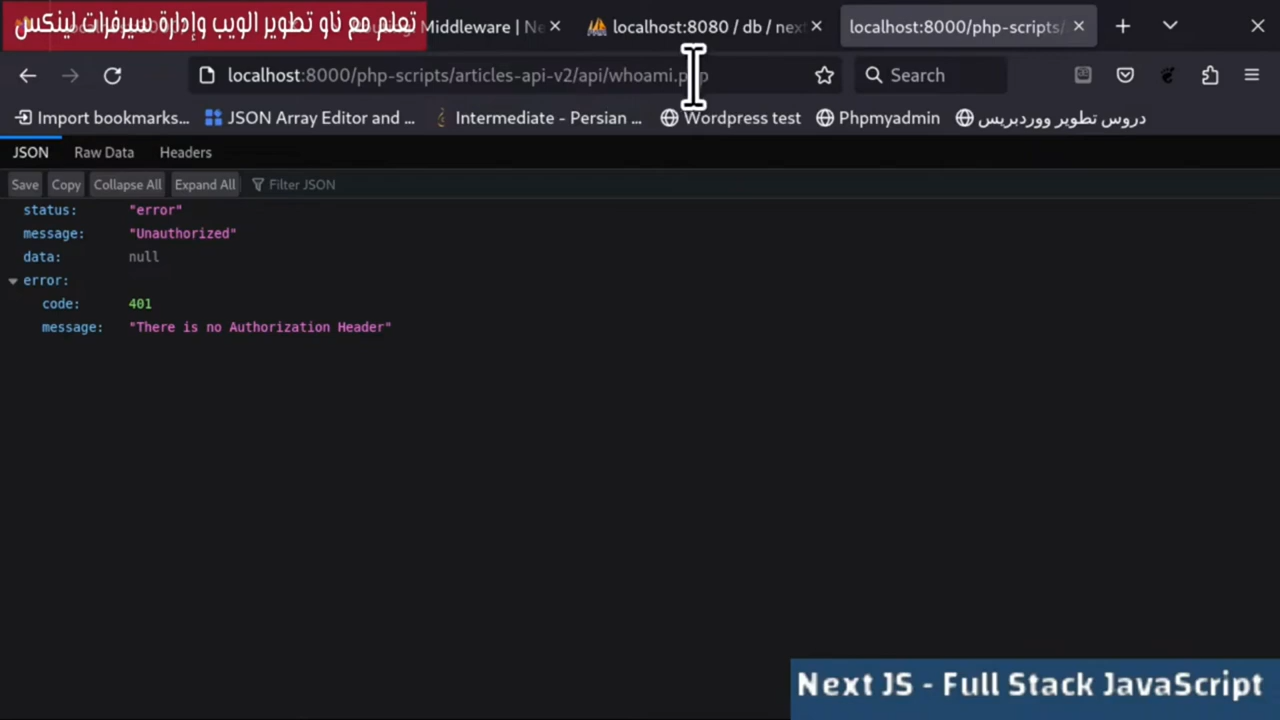 تعلم مع ناو تطوير الويب وإدارة سيرفرات لينكس
Middleware | Ne
localhost:8080 / db / next
localhost:8000/php-scripts/
localhost:8000/php-scripts/articles-api-v2/api/whoami.php
Search
Import bookmarks...
JSON Array Editor and ...
Intermediate - Persian ...
Wordpress test
Phpmyadmin
دروس تطوير ووردبريس
JSON
Raw Data
Headers
Save
Copy
Collapse All
Expand All
Filter JSON
status: "error"
message: "Unauthorized"
data: null
error:
code: 401
message: "There is no Authorization Header"
Next JS - Full Stack JavaScript